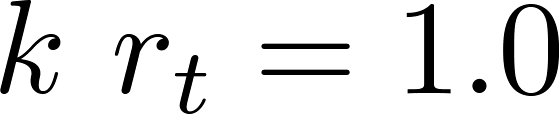 k r_t = 1.0